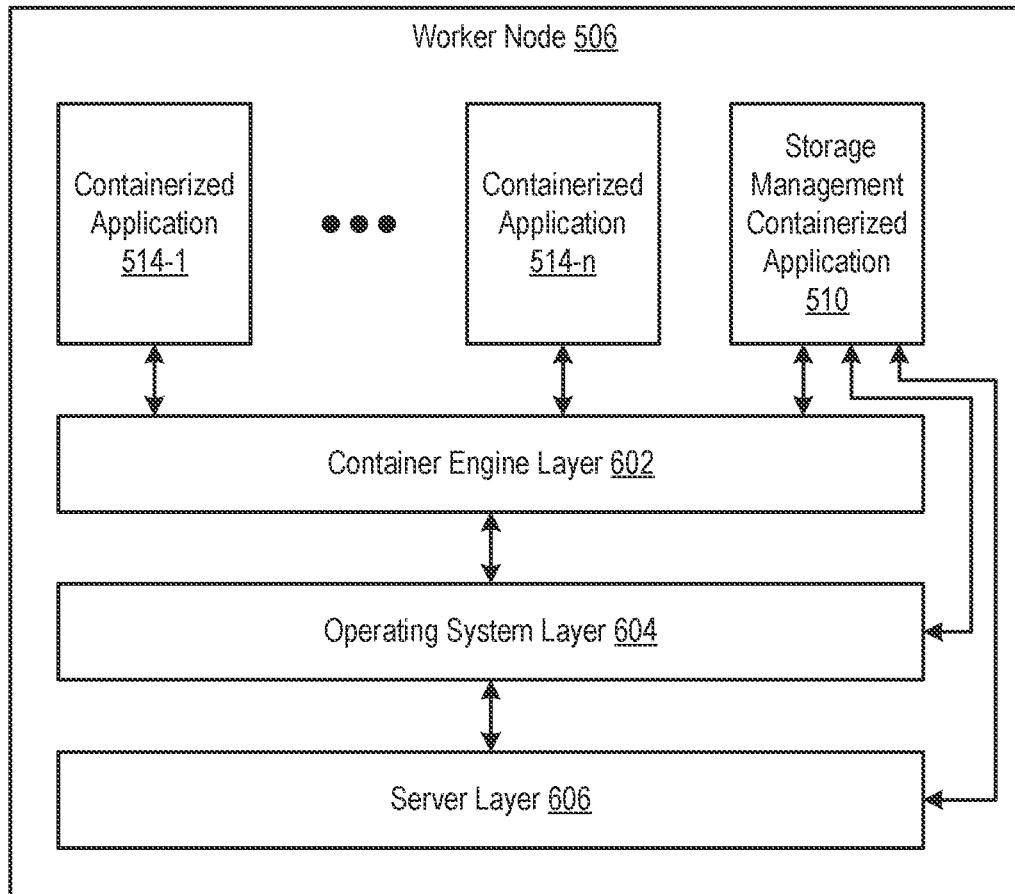 Worker Node 506
Containerized
Application
514-1
Containerized
Application
514-n
Storage
Management
Containerized
Application
510
Container Engine Layer 602
Operating System Layer 604
Server Layer 606